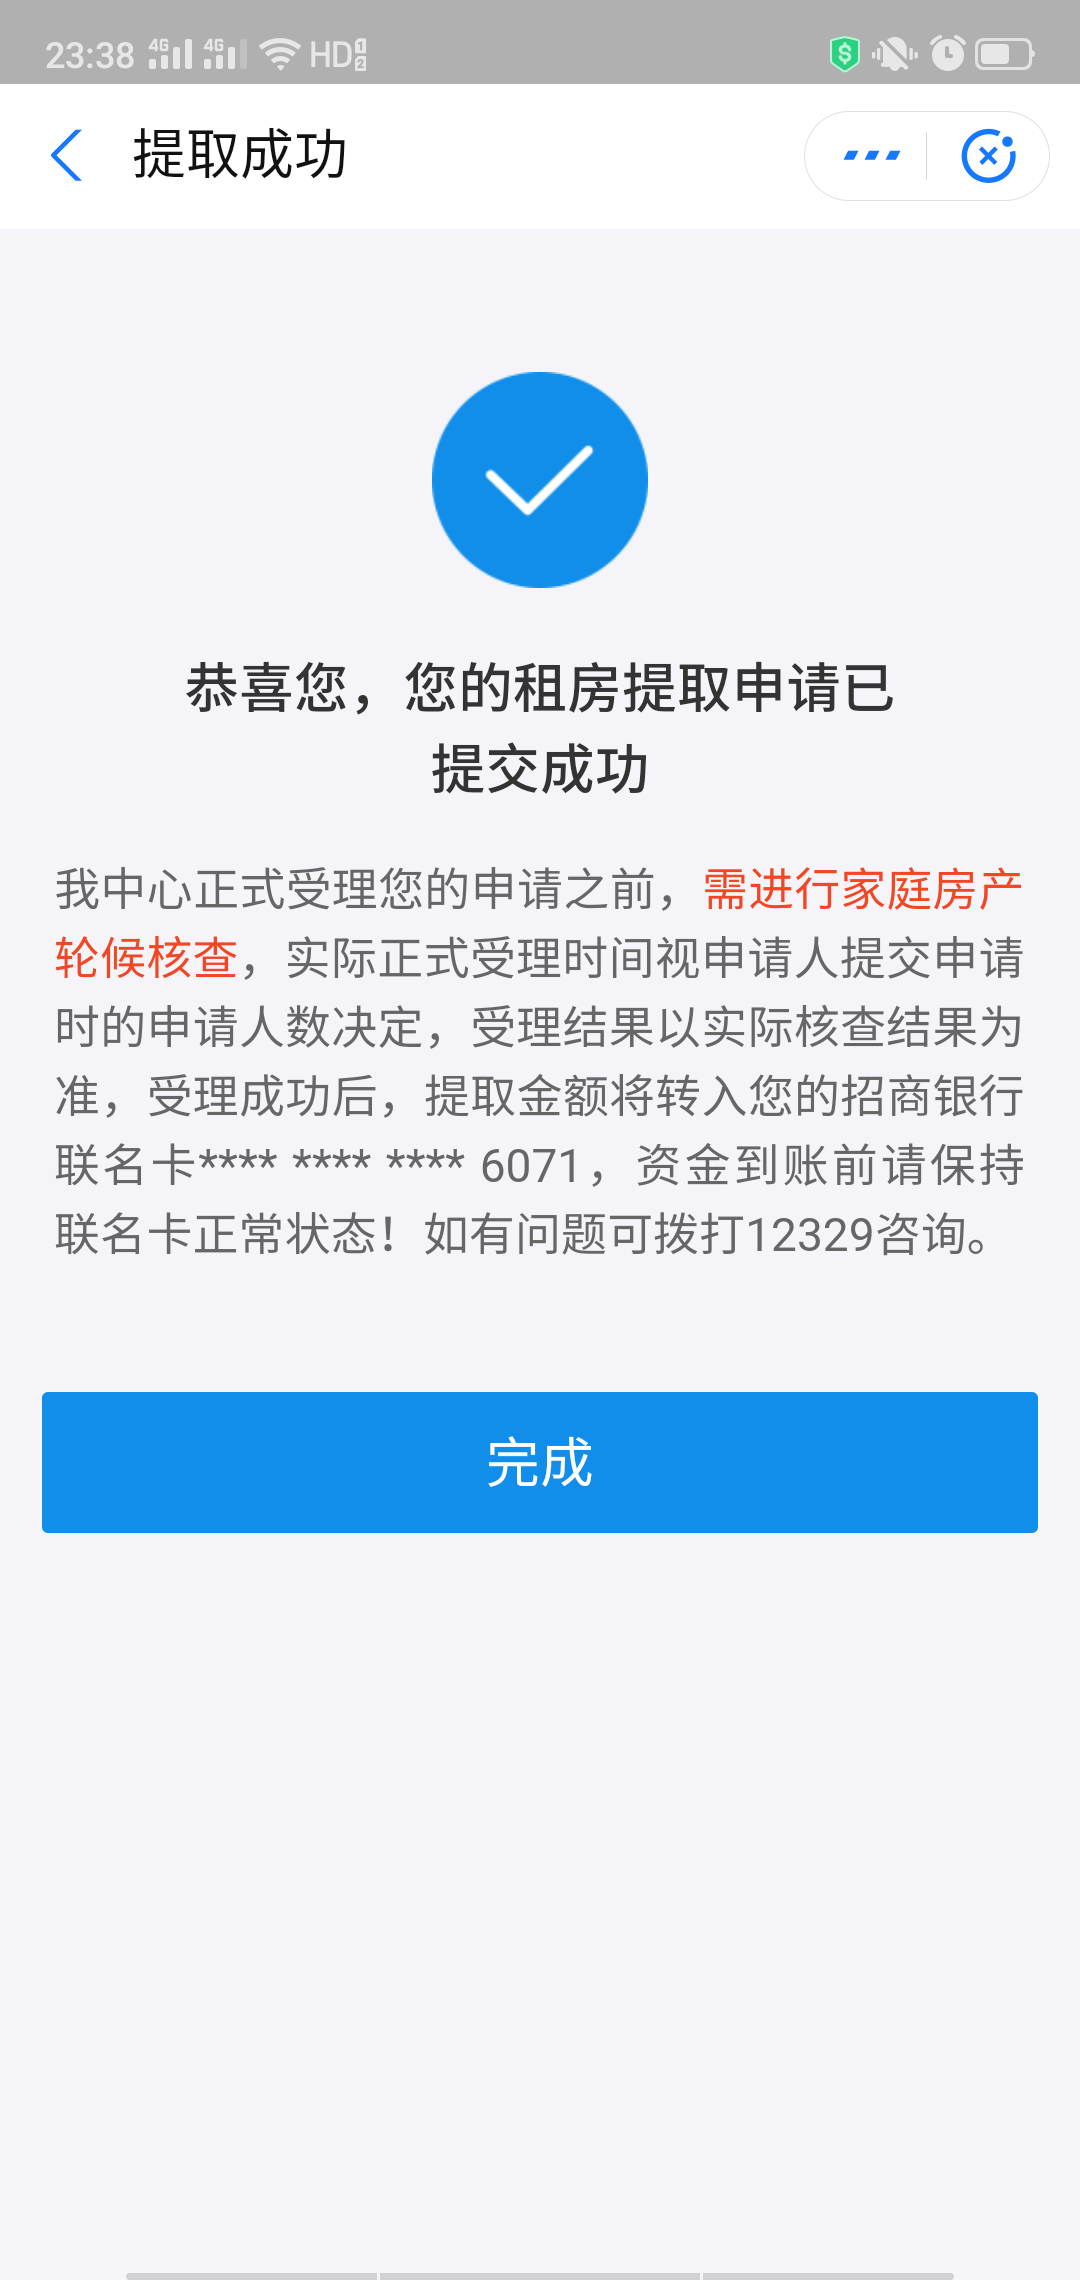 23:38 4G 4G HD 1 2
提取成功
恭喜您，您的租房提取申请已
提交成功
我中心正式受理您的申请之前，需进行家庭房产
轮候核查，实际正式受理时间视申请人提交申请
时的申请人数决定，受理结果以实际核查结果为
准，受理成功后，提取金额将转入您的招商银行
联名卡**** **** **** 6071，资金到账前请保持
联名卡正常状态！如有问题可拨打12329咨询。
完成